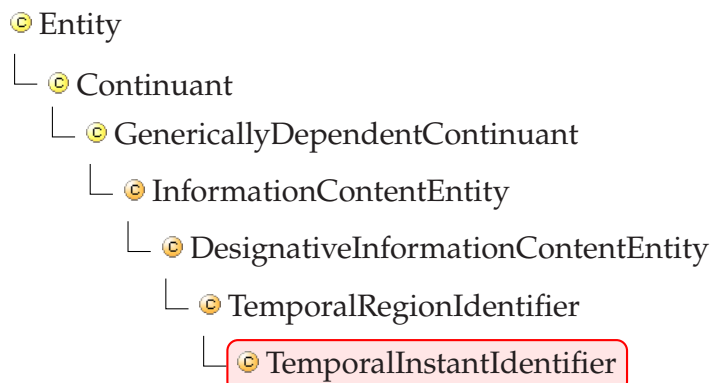 Entity
Continuant
GenericallyDependentContinuant
InformationContentEntity
DesignativeInformationContentEntity
TemporalRegionIdentifier
TemporalInstantIdentifier